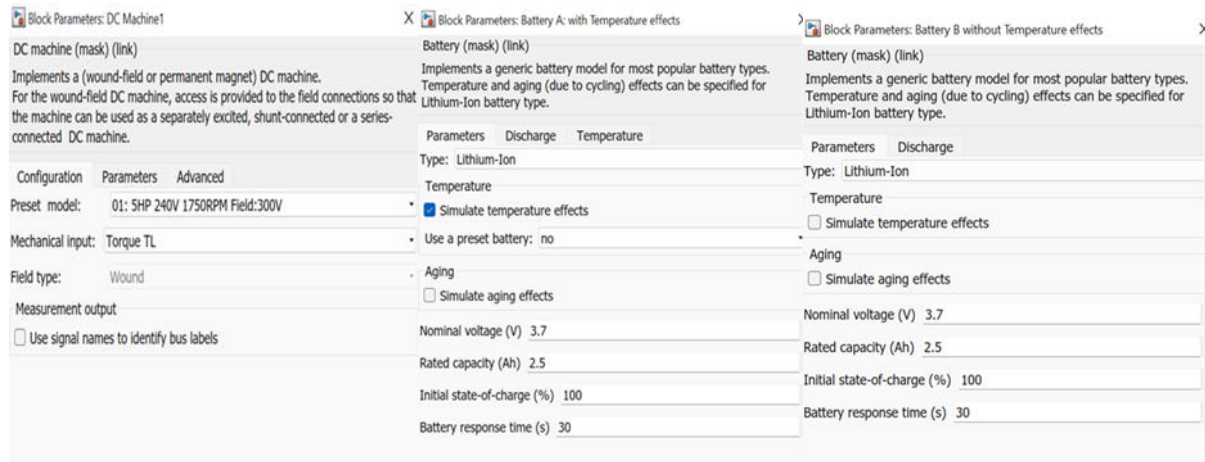 Block Parameters: DC Machine1
X
DC machine (mask) (link)
Implements a (wound-field or permanent magnet) DC machine.
For the wound-field DC machine, access is provided to the field connections so that
the machine can be used as a separately excited, shunt-connected or a series-
connected DC machine.
Configuration Parameters Advanced
Preset model: 01: 5HP 240V 1750RPM Field:300V
Mechanical input: Torque TL
Field type: Wound
Measurement output
Use signal names to identify bus labels
Block Parameters: Battery A: with Temperature effects
Battery (mask) (link)
Implements a generic battery model for most popular battery types.
Temperature and aging (due to cycling) effects can be specified for
Lithium-Ion battery type.
Parameters Discharge Temperature
Type: Lithium-Ion
Temperature
Simulate temperature effects
Use a preset battery: no
Aging
Simulate aging effects
Nominal voltage (V) 3.7
Rated capacity (Ah) 2.5
Initial state-of-charge (%) 100
Battery response time (s) 30
Block Parameters: Battery B without Temperature effects
Battery (mask) (link)
Implements a generic battery model for most popular battery types.
Temperature and aging (due to cycling) effects can be specified for
Lithium-Ion battery type.
Parameters Discharge
Type: Lithium-Ion
Temperature
Simulate temperature effects
Aging
Simulate aging effects
Nominal voltage (V) 3.7
Rated capacity (Ah) 2.5
Initial state-of-charge (%) 100
Battery response time (s) 30